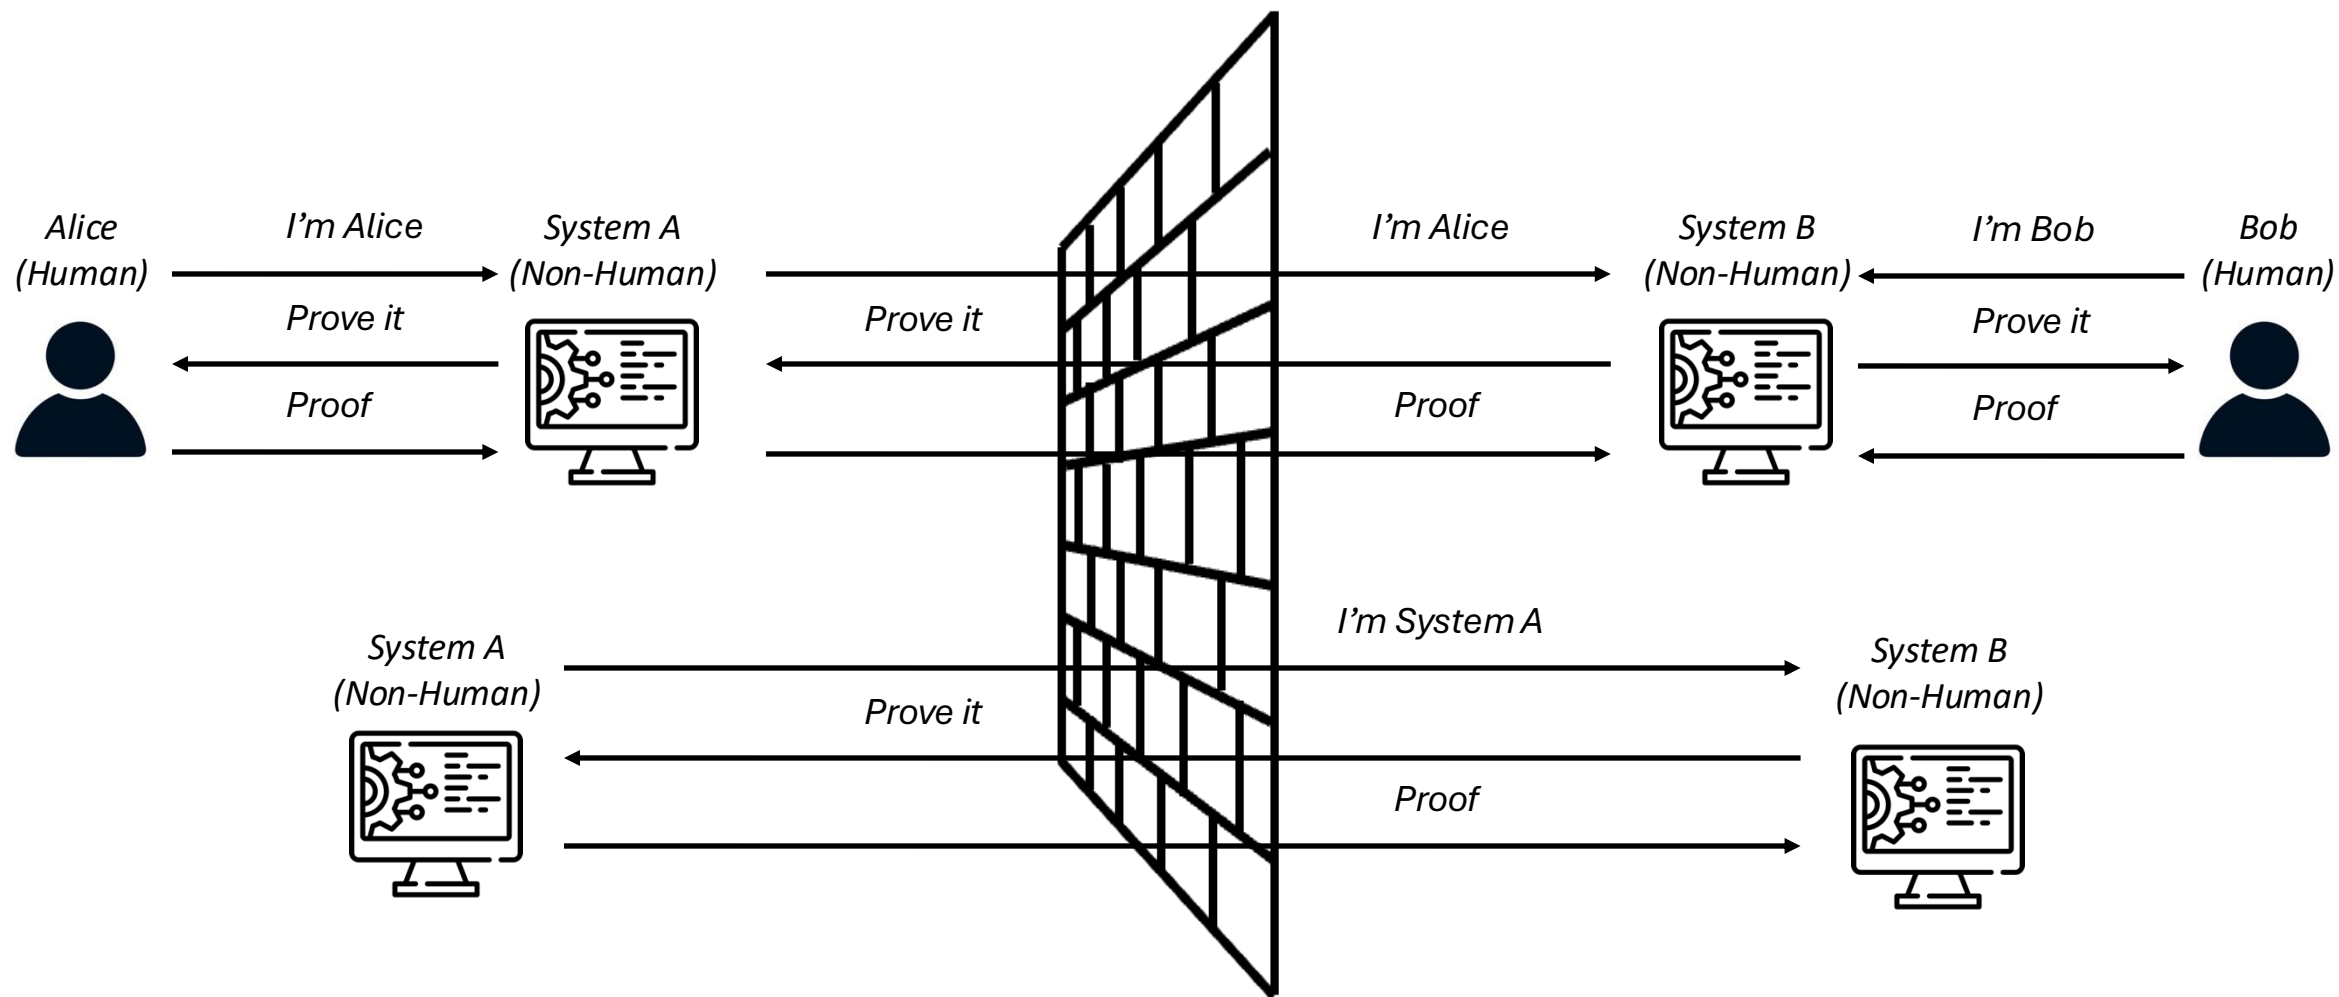 Alice
(Human)
I'm Alice
Prove it
Proof
System A
(Non-Human)
Prove it
I'm Alice
Proof
System B
(Non-Human)
I'm Bob
Prove it
Proof
Bob
(Human)
System A
(Non-Human)
Prove it
I'm System A
Proof
System B
(Non-Human)